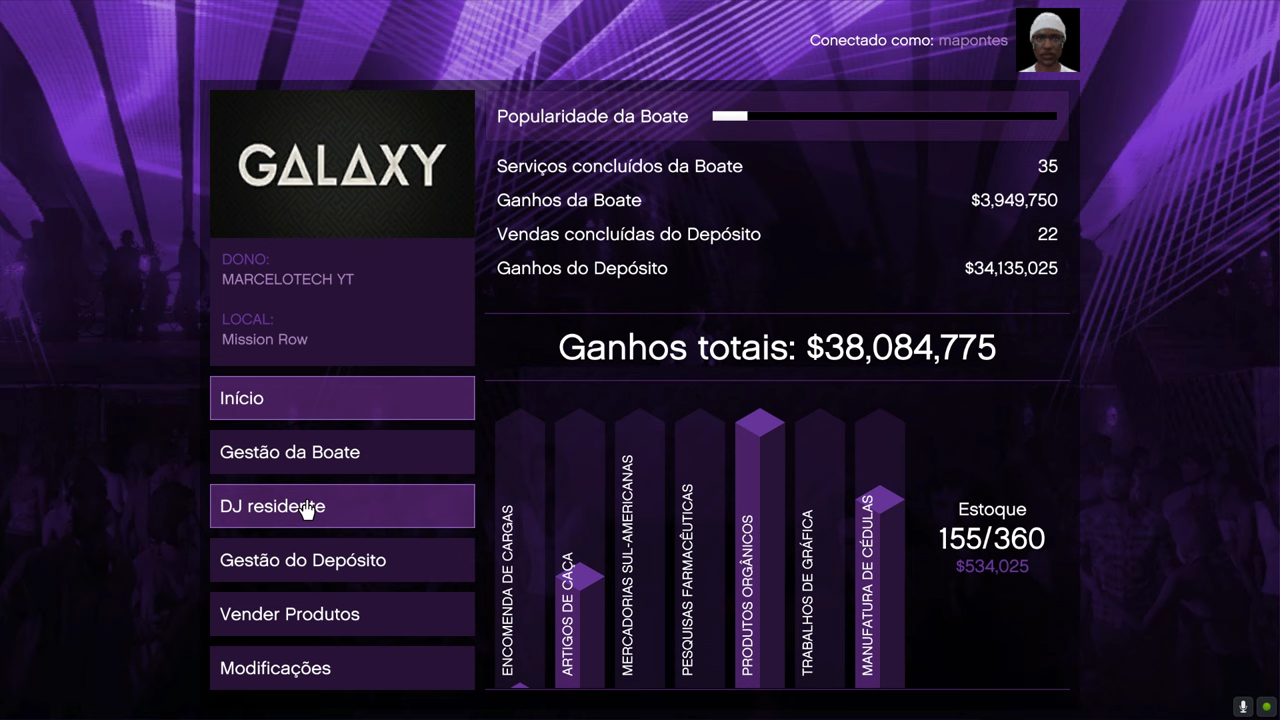 Conectado como: mapontes
GALAXY
DONO:
MARCELOTECH YT
LOCAL:
Mission Row
Início
Gestão da Boate
DJ residente
Gestão do Depósito
Vender Produtos
Modificações
Popularidade da Boate
Serviços concluídos da Boate 35
Ganhos da Boate $3,949,750
Vendas concluídas do Depósito 22
Ganhos do Depósito $34,135,025
Ganhos totais: $38,084,775
ENCOMENDA DE CARGAS
ARTIGOS DE CAÇA
MERCADORIAS SUL-AMERICANAS
PESQUISAS FARMACÊUTICAS
PRODUTOS ORGÂNICOS
TRABALHOS DE GRÁFICA
MANUFATURA DE CÉDULAS
Estoque
155/360
$534,025